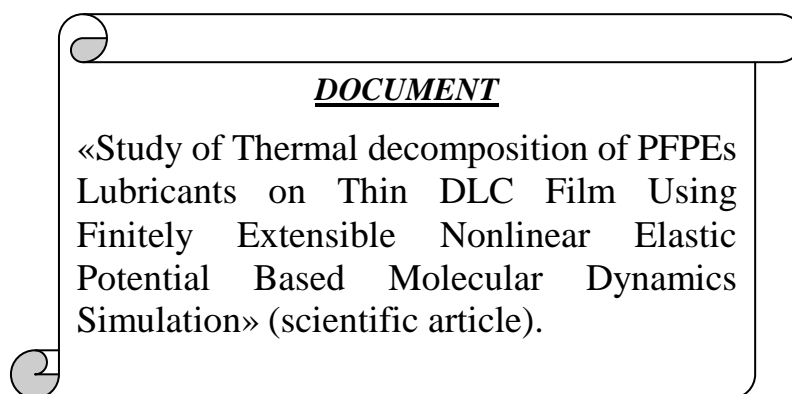 DOCUMENT
«Study of Thermal decomposition of PFPEs
Lubricants on Thin DLC Film Using
Finitely Extensible Nonlinear Elastic
Potential Based Molecular Dynamics
Simulation» (scientific article).